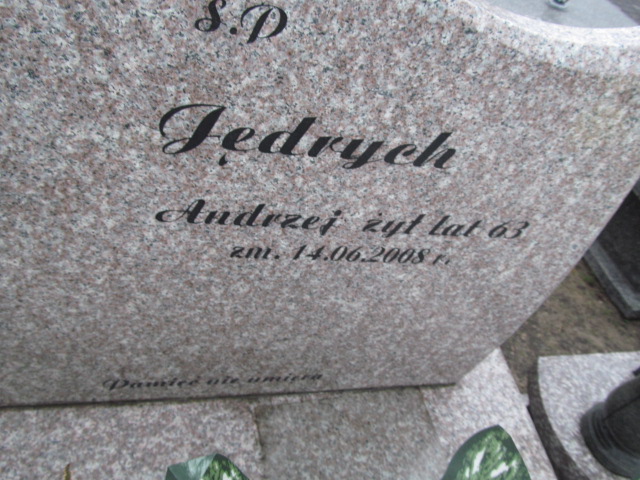 Ś.P
Jędrych
Andrzej żył lat 63
zm. 14.06.2008 r.
Pamięć nie umiera